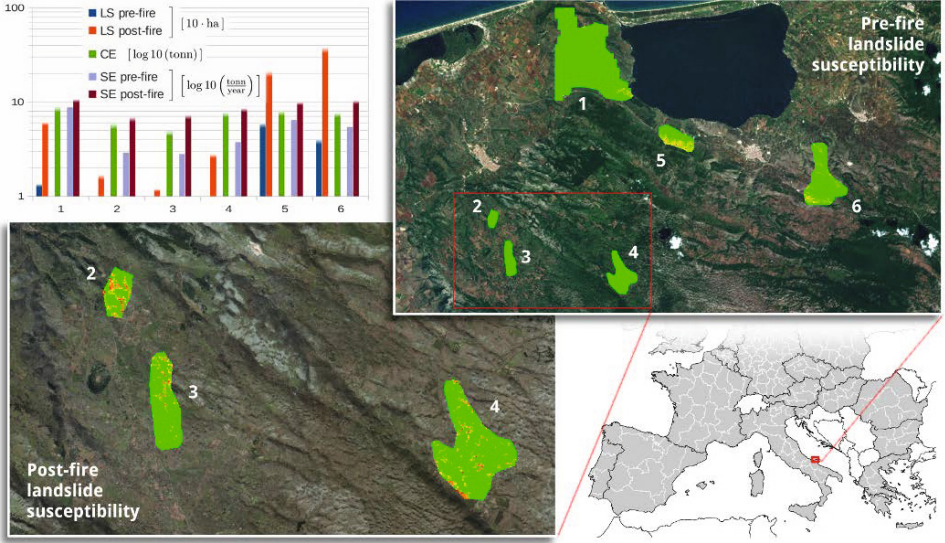 100
10
1
LS pre-fire
LS post-fire
[10 · ha]
CE [log10(tonn)]
SE pre-fire
SE post-fire
[log10(tonn/year)]
1 2 3 4 5 6
Pre-fire
landslide
susceptibility
1
5
6
2
3
4
2
3
4
Post-fire
landslide
susceptibility